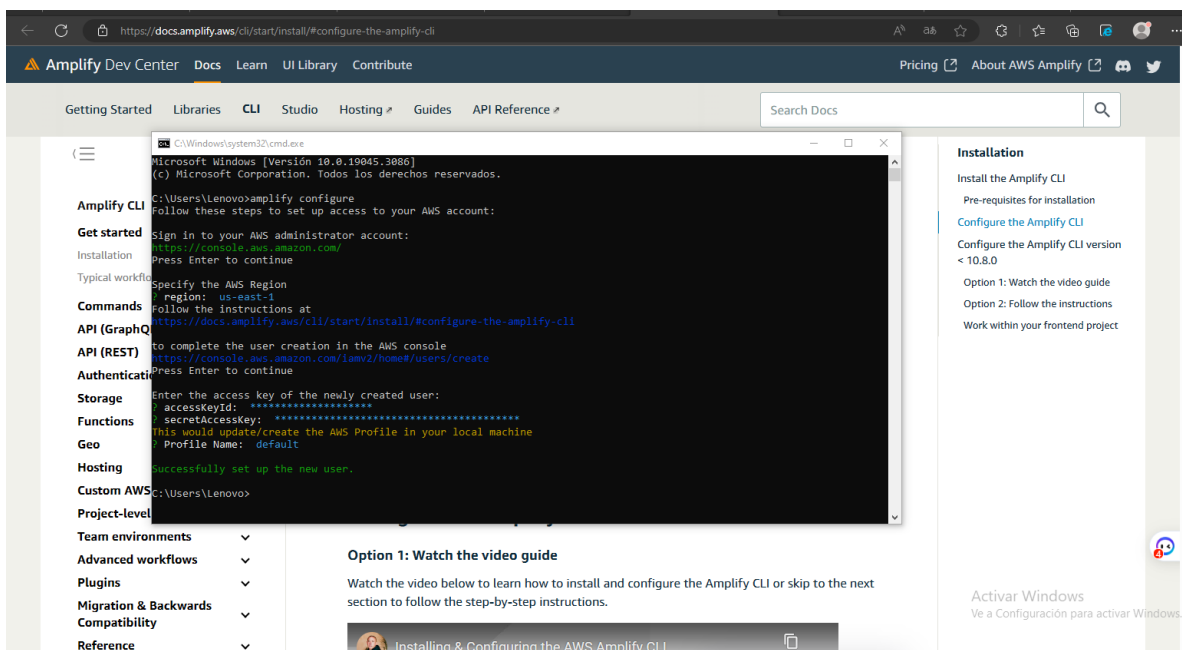 https://docs.amplify.aws/cli/start/install/#configure-the-amplify-cli
Amplify Dev Center Docs Learn UI Library Contribute Pricing About AWS Amplify
Getting Started Libraries CLI Studio Hosting Guides API Reference Search Docs
C:\Windows\system32\cmd.exe
Microsoft Windows [Versión 10.0.19045.3086]
(c) Microsoft Corporation. Todos los derechos reservados.
C:\Users\Lenovo>amplify configure
Follow these steps to set up access to your AWS account:
Sign in to your AWS administrator account:
https://console.aws.amazon.com/
Press Enter to continue
Specify the AWS Region
? region: us-east-1
Follow the instructions at
https://docs.amplify.aws/cli/start/install/#configure-the-amplify-cli
to complete the user creation in the AWS console
https://console.aws.amazon.com/iamv2/home#/users/create
Press Enter to continue
Enter the access key of the newly created user:
? accessKeyId: ********************
? secretAccessKey: ****************************************
This would update/create the AWS Profile in your local machine
? Profile Name: default
Successfully set up the new user.
C:\Users\Lenovo>
Amplify CLI
Get started
Installation
Typical workflo
Commands
API (GraphQ
API (REST)
Authenticatio
Storage
Functions
Geo
Hosting
Custom AWS
Project-level
Team environments
Advanced workflows
Plugins
Migration & Backwards
Compatibility
Reference
Option 1: Watch the video guide
Watch the video below to learn how to install and configure the Amplify CLI or skip to the next
section to follow the step-by-step instructions.
Installing & Configuring the AWS Amplify CLI
Installation
Install the Amplify CLI
Pre-requisites for installation
Configure the Amplify CLI
Configure the Amplify CLI version
< 10.8.0
Option 1: Watch the video guide
Option 2: Follow the instructions
Work within your frontend project
4
Activar Windows
Ve a Configuración para activar Windows.